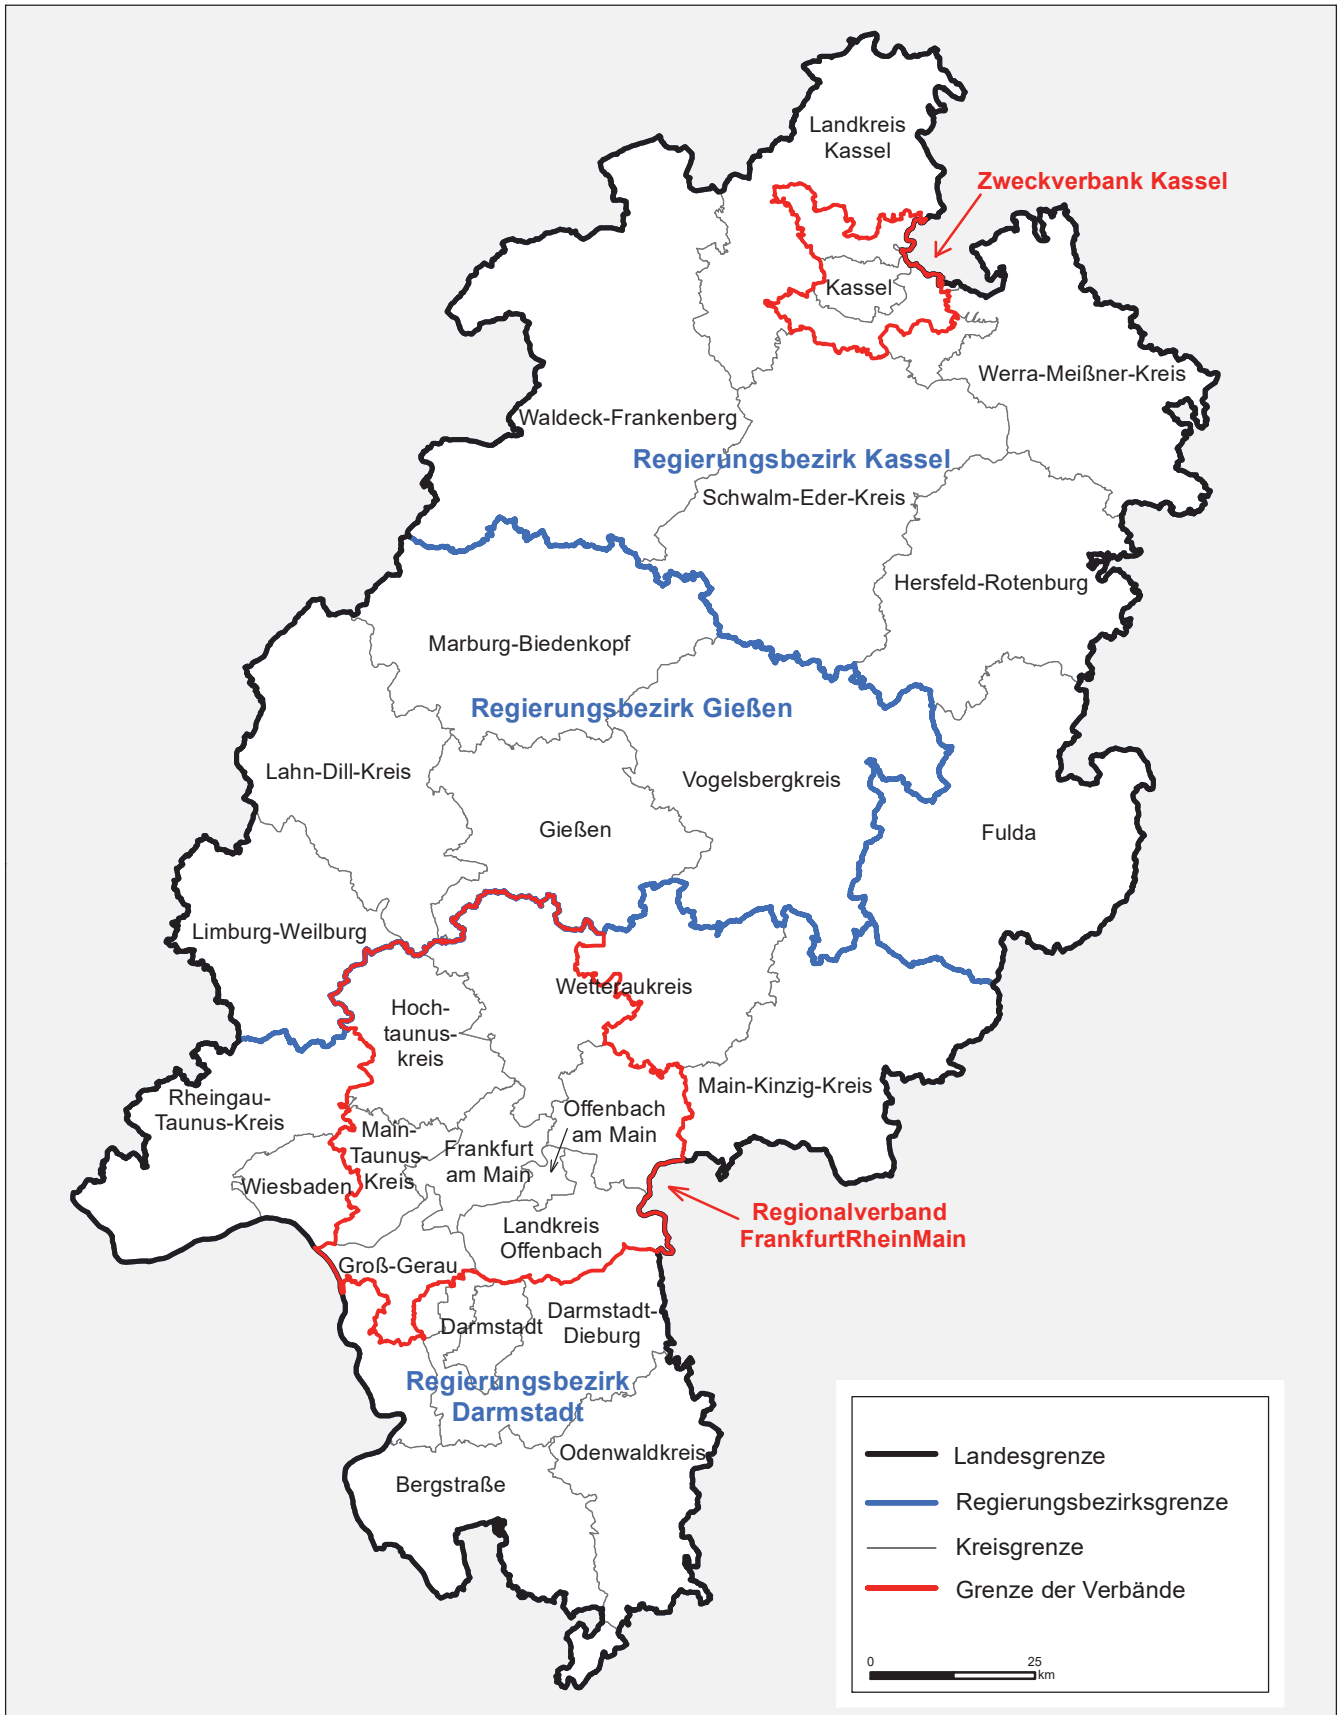 Landkreis
Kassel
Zweckverbank Kassel
Kassel
Werra-Meißner-Kreis
Waldeck-Frankenberg
Regierungsbezirk Kassel
Schwalm-Eder-Kreis
Hersfeld-Rotenburg
Marburg-Biedenkopf
Regierungsbezirk Gießen
Lahn-Dill-Kreis
Vogelsbergkreis
Gießen
Fulda
Limburg-Weilburg
Wetteraukreis
Hoch-
taunus-
kreis
Main-Kinzig-Kreis
Rheingau-
Taunus-Kreis
Offenbach
am Main
Main-
Taunus-
Kreis
Frankfurt
am Main
Wiesbaden
Regionalverband
FrankfurtRheinMain
Landkreis
Offenbach
Groß-Gerau
Darmstadt
Darmstadt-
Dieburg
Regierungsbezirk
Darmstadt
Odenwaldkreis
Bergstraße
Landesgrenze
Regierungsbezirksgrenze
Kreisgrenze
Grenze der Verbände
0 25
km